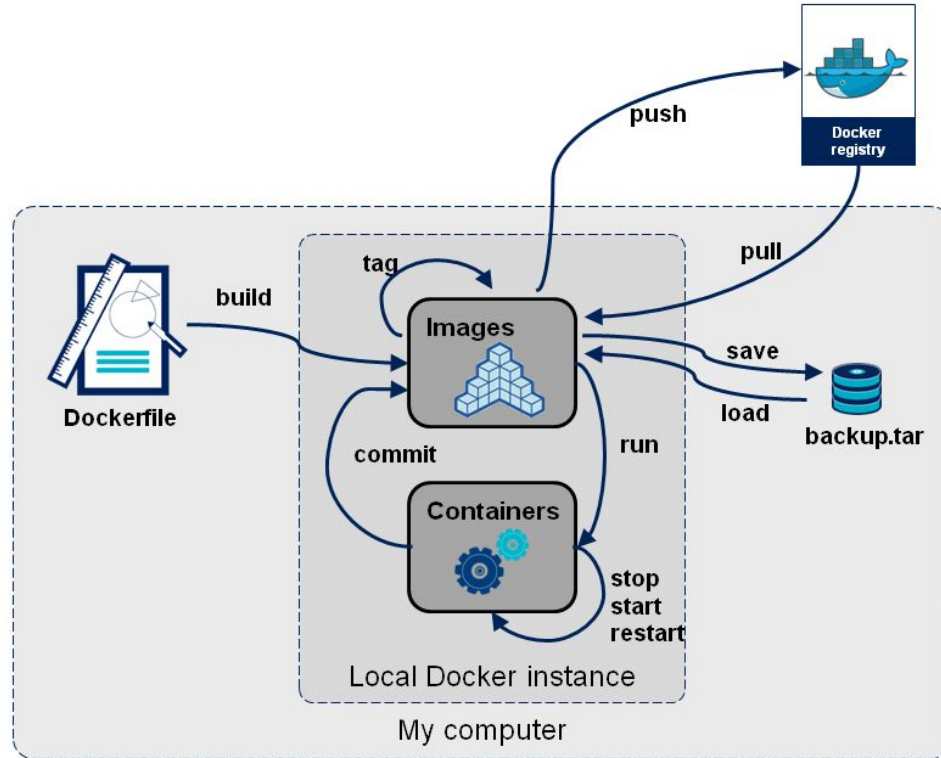 push
Docker
registry
pull
tag
build
Images
save
load
Dockerfile
backup.tar
commit
run
Containers
stop
start
restart
Local Docker instance
My computer